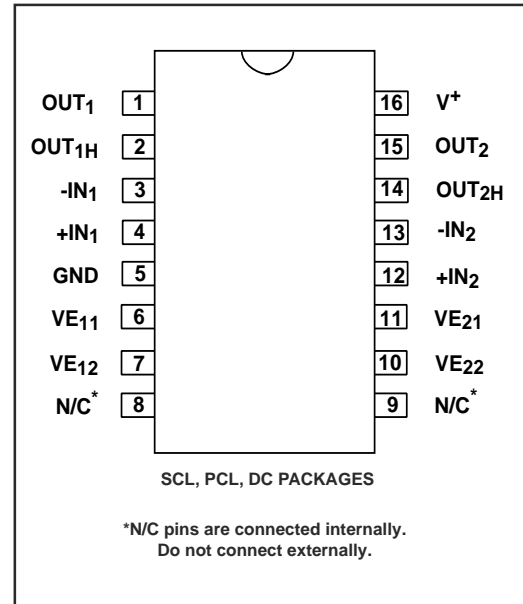 OUT1 1 16 V+
OUT1H 2 15 OUT2
-IN1 3 14 OUT2H
+IN1 4 13 -IN2
GND 5 12 +IN2
VE11 6 11 VE21
VE12 7 10 VE22
N/C* 8 9 N/C*
SCL, PCL, DC PACKAGES
*N/C pins are connected internally.
Do not connect externally.